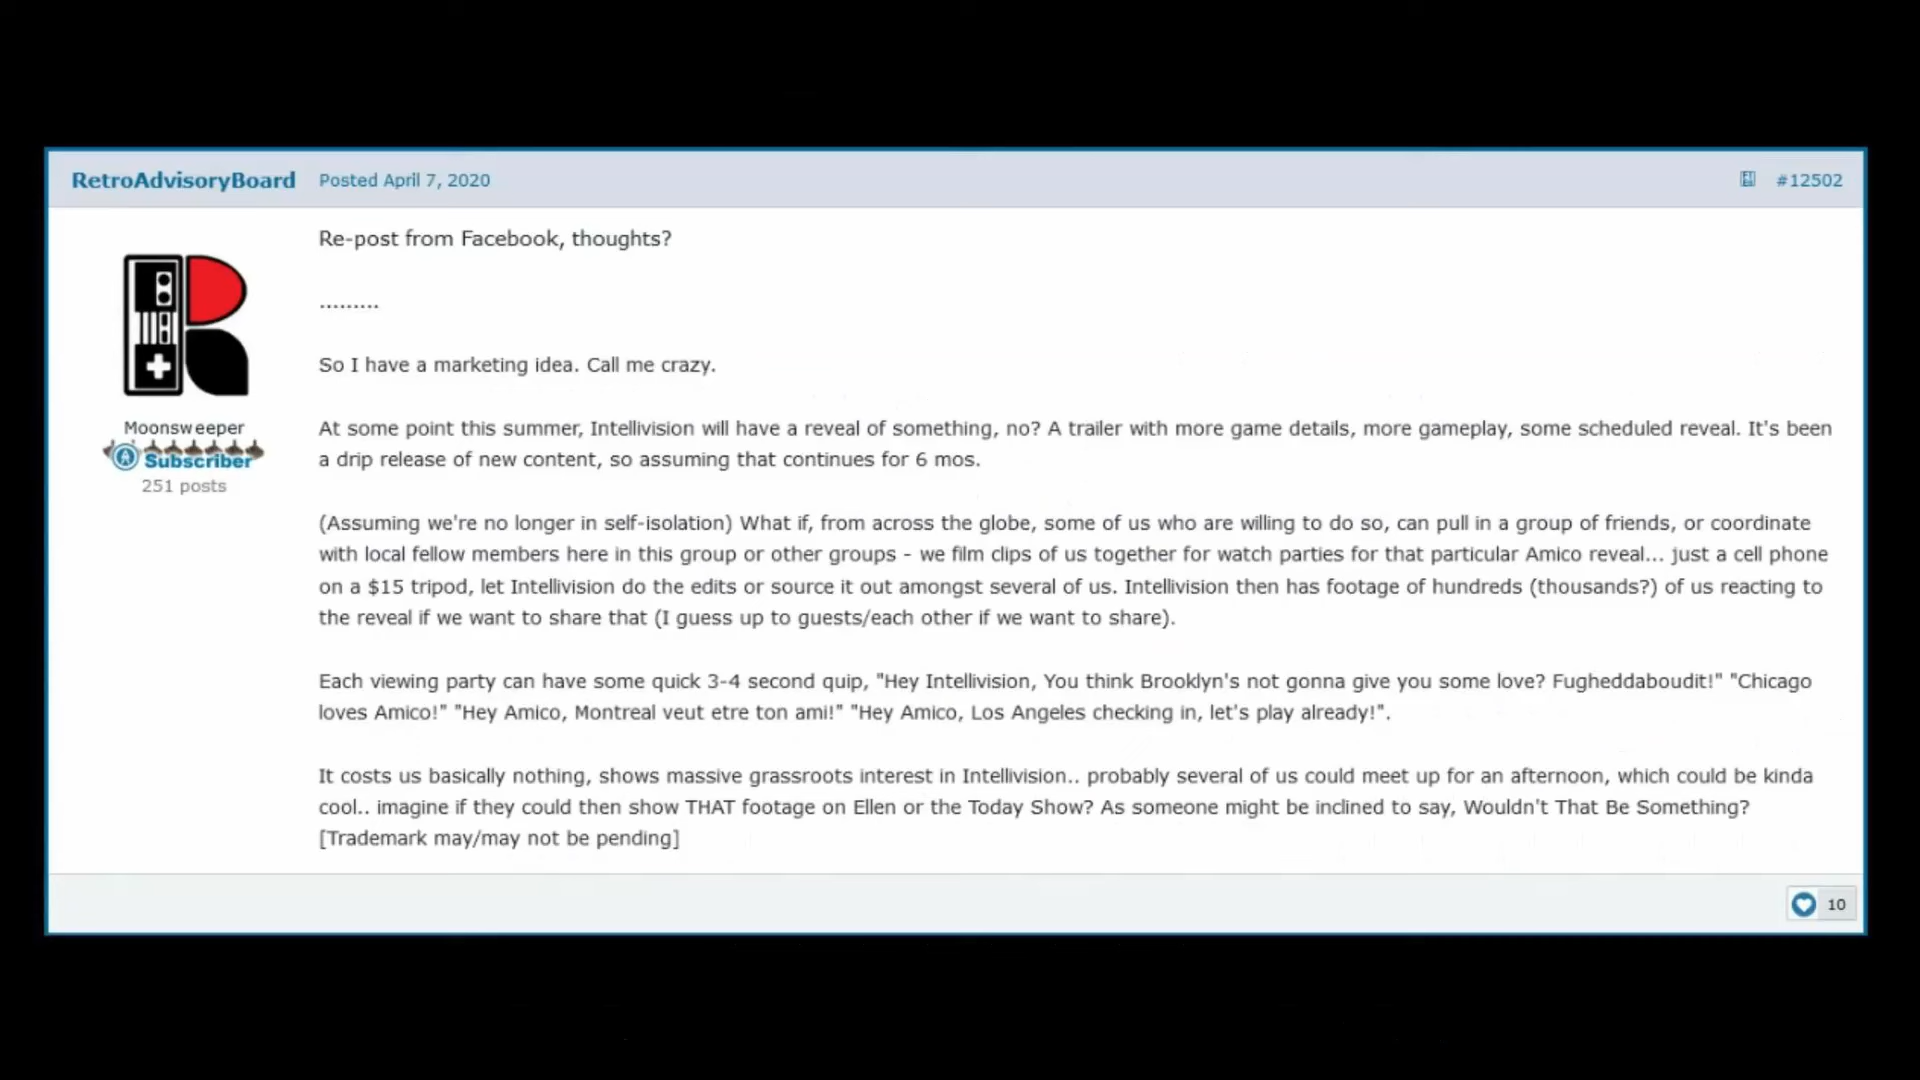 RetroAdvisoryBoard Posted April 7, 2020 #12502
Re-post from Facebook, thoughts?
.........
So I have a marketing idea. Call me crazy.
Moonsweeper
Subscriber
251 posts
At some point this summer, Intellivision will have a reveal of something, no? A trailer with more game details, more gameplay, some scheduled reveal. It's been
a drip release of new content, so assuming that continues for 6 mos.
(Assuming we're no longer in self-isolation) What if, from across the globe, some of us who are willing to do so, can pull in a group of friends, or coordinate
with local fellow members here in this group or other groups - we film clips of us together for watch parties for that particular Amico reveal... just a cell phone
on a $15 tripod, let Intellivision do the edits or source it out amongst several of us. Intellivision then has footage of hundreds (thousands?) of us reacting to
the reveal if we want to share that (I guess up to guests/each other if we want to share).
Each viewing party can have some quick 3-4 second quip, "Hey Intellivision, You think Brooklyn's not gonna give you some love? Fugheddaboudit!" "Chicago
loves Amico!" "Hey Amico, Montreal veut etre ton ami!" "Hey Amico, Los Angeles checking in, let's play already!".
It costs us basically nothing, shows massive grassroots interest in Intellivision.. probably several of us could meet up for an afternoon, which could be kinda
cool.. imagine if they could then show THAT footage on Ellen or the Today Show? As someone might be inclined to say, Wouldn't That Be Something?
[Trademark may/may not be pending]
10